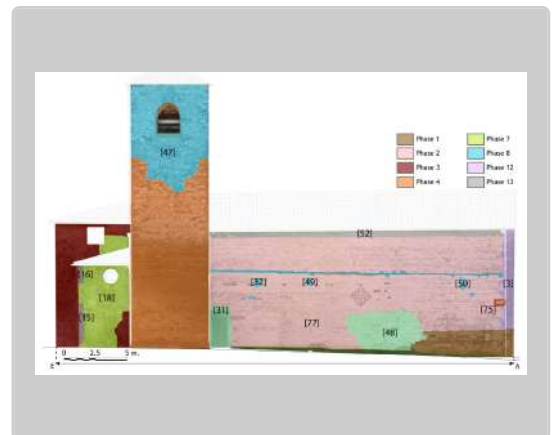 [47]
Phase 1
Phase 2
Phase 3
Phase 4
Phase 7
Phase 8
Phase 12
Phase 13
[52]
[16]
[18]
[15]
[31]
[49]
[50]
[75]
[77]
[48]
0 2.5 5 m.
A